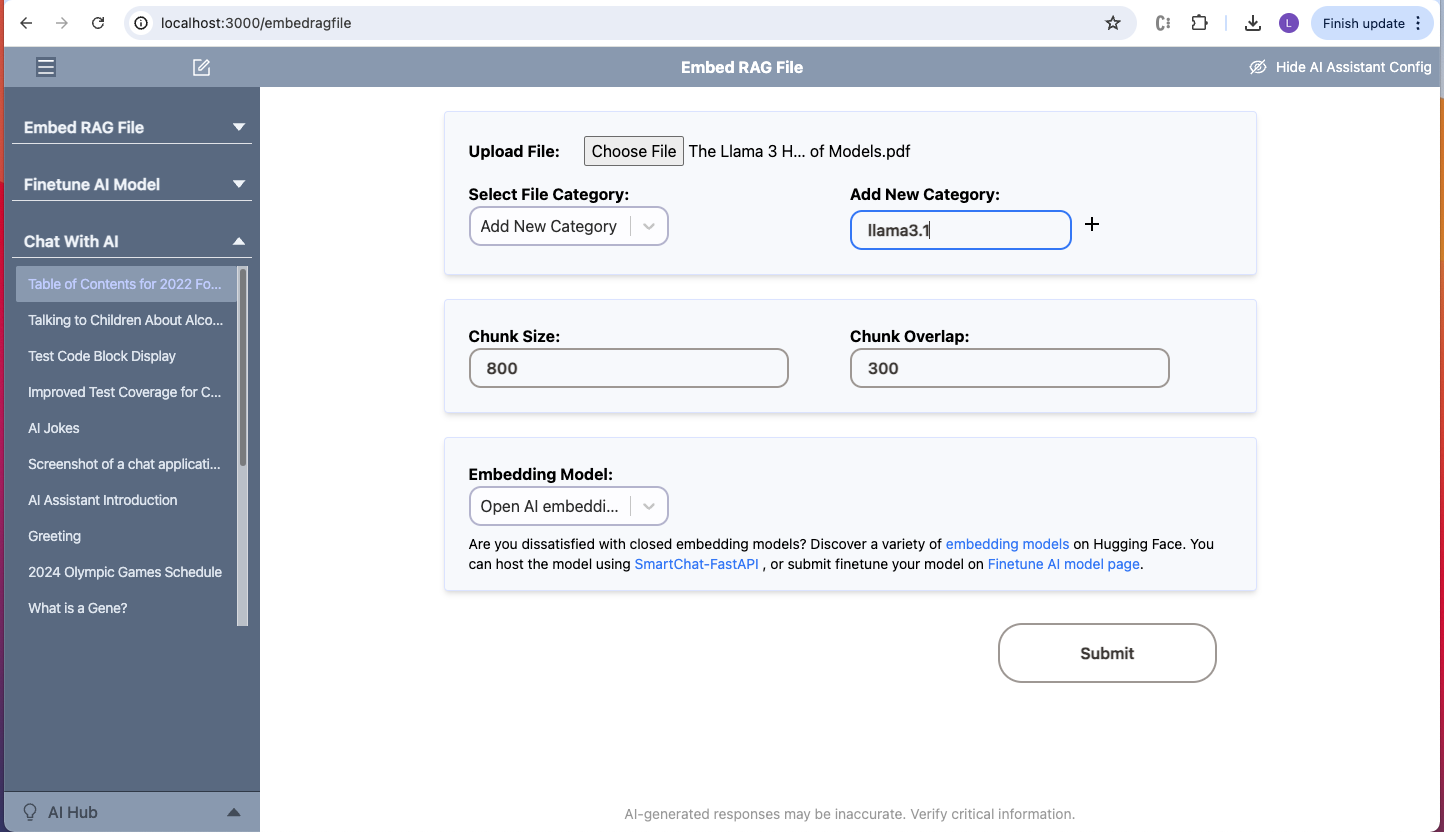 localhost:3000/embedragfile
L
Finish update
Embed RAG File
Hide AI Assistant Config
Embed RAG File
Finetune AI Model
Chat With AI
Table of Contents for 2022 Fo...
Talking to Children About Alco...
Test Code Block Display
Improved Test Coverage for C...
AI Jokes
Screenshot of a chat applicati...
AI Assistant Introduction
Greeting
2024 Olympic Games Schedule
What is a Gene?
AI Hub
Upload File: Choose File The Llama 3 H... of Models.pdf
Select File Category: Add New Category:
Add New Category llama3.1 +
Chunk Size: Chunk Overlap:
800 300
Embedding Model:
Open AI embeddi...
Are you dissatisfied with closed embedding models? Discover a variety of embedding models on Hugging Face. You
can host the model using SmartChat-FastAPI , or submit finetune your model on Finetune AI model page.
Submit
AI-generated responses may be inaccurate. Verify critical information.